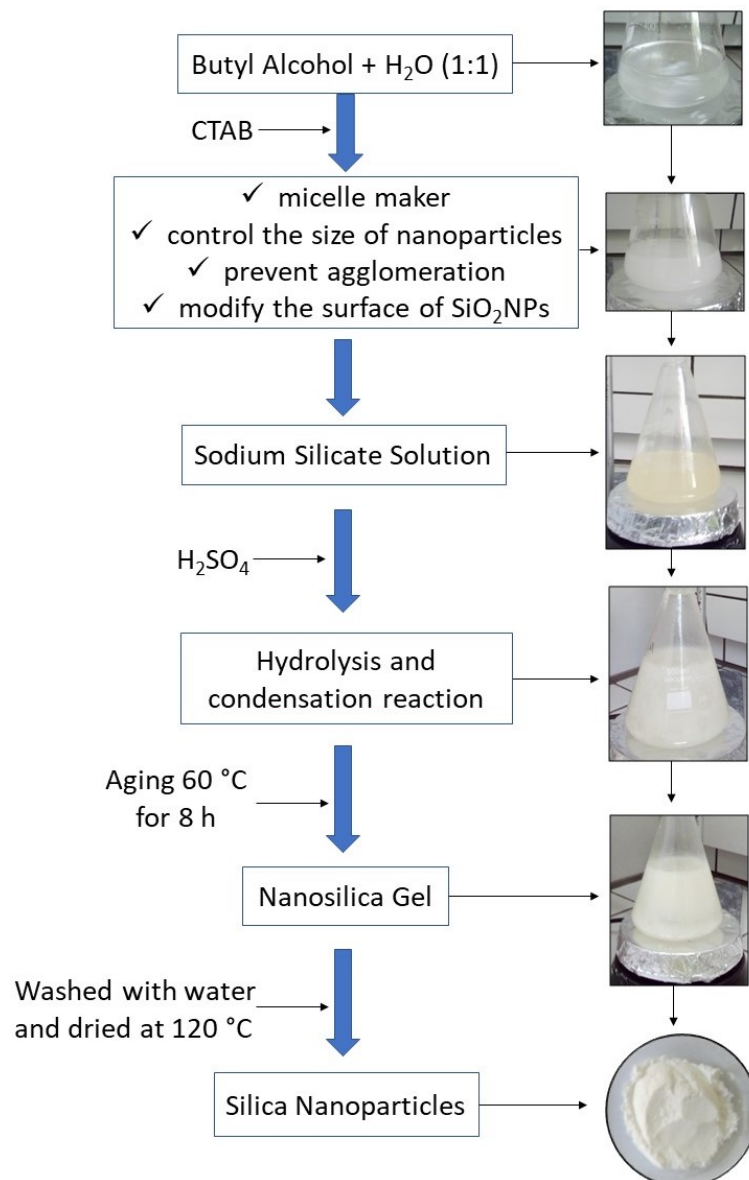 Butyl Alcohol + H₂O (1:1)
CTAB
✓ micelle maker
✓ control the size of nanoparticles
✓ prevent agglomeration
✓ modify the surface of SiO₂NPs
Sodium Silicate Solution
H₂SO₄
Hydrolysis and
condensation reaction
Aging 60 °C
for 8 h
Nanosilica Gel
Washed with water
and dried at 120 °C
Silica Nanoparticles